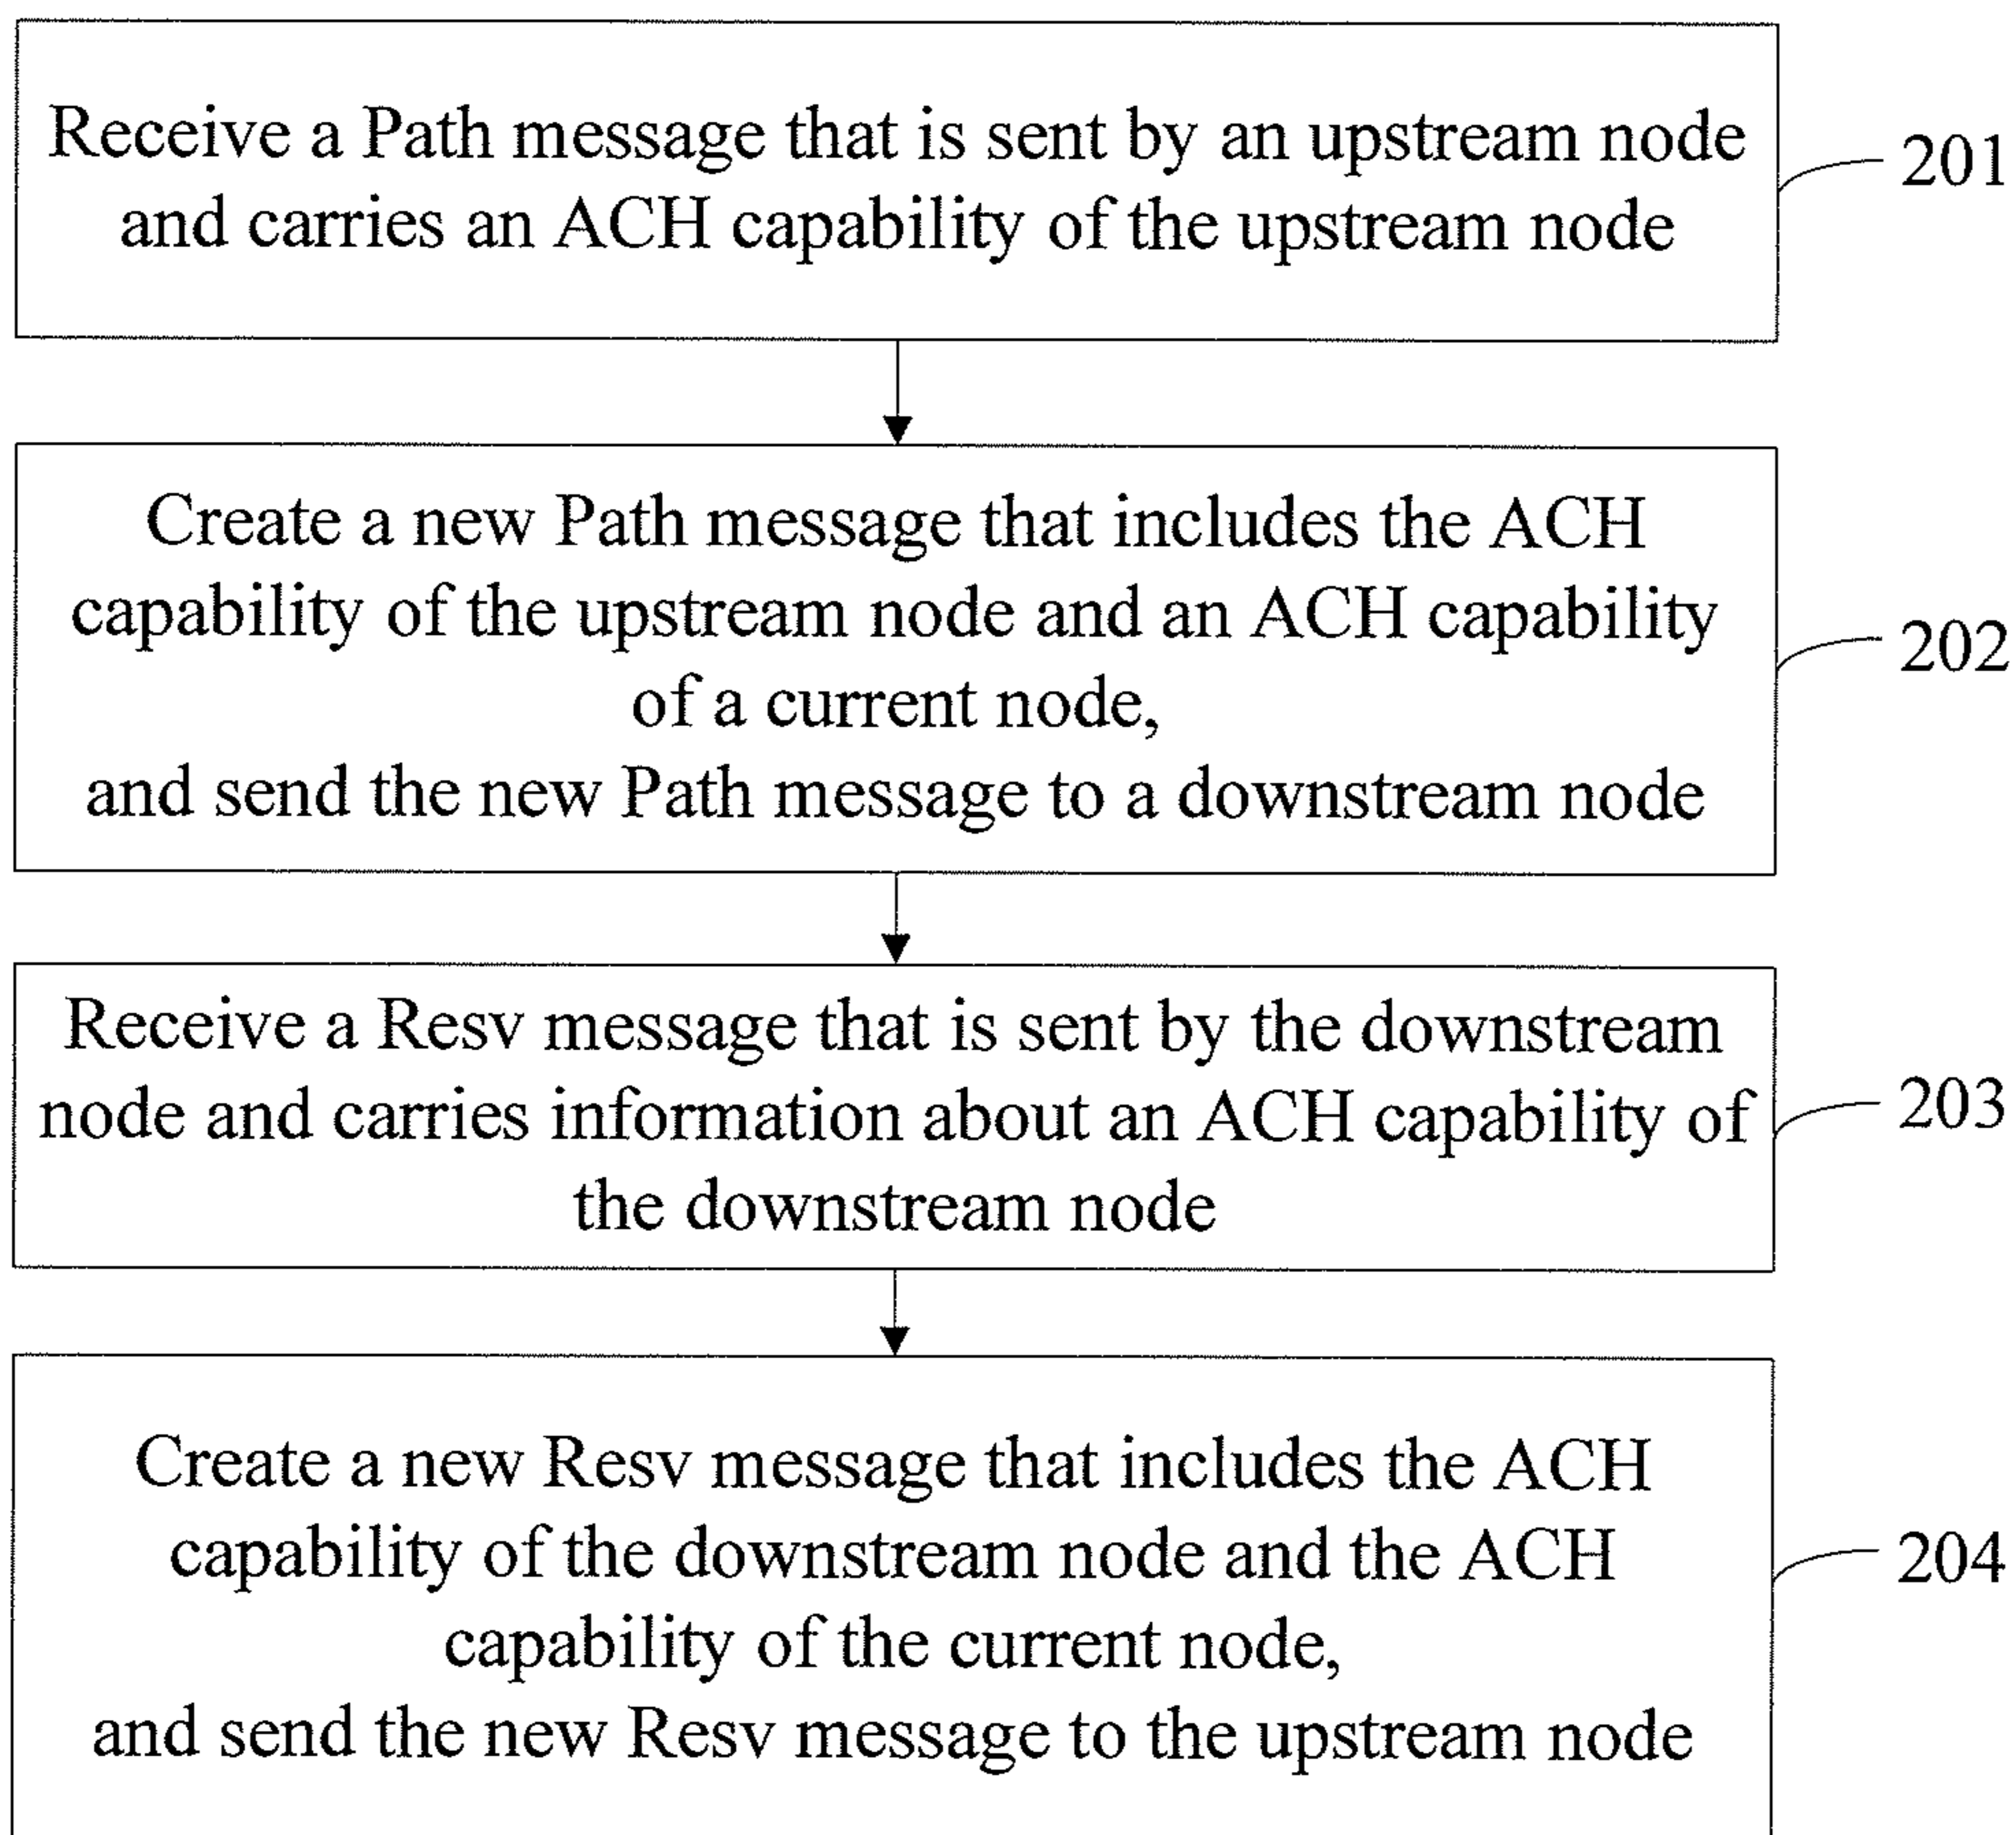 Receive a Path message that is sent by an upstream node
and carries an ACH capability of the upstream node
201
Create a new Path message that includes the ACH
capability of the upstream node and an ACH capability
of a current node,
and send the new Path message to a downstream node
202
Receive a Resv message that is sent by the downstream
node and carries information about an ACH capability of
the downstream node
203
Create a new Resv message that includes the ACH
capability of the downstream node and the ACH
capability of the current node,
and send the new Resv message to the upstream node
204